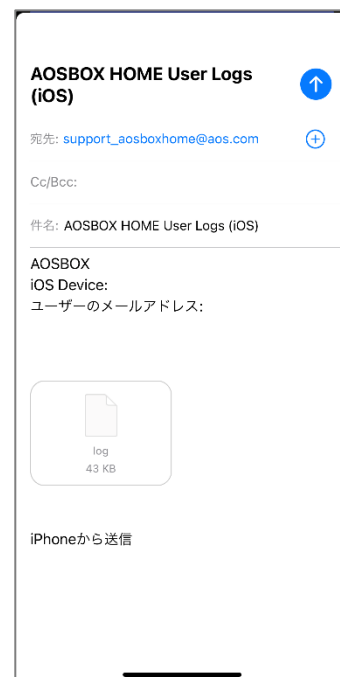 AOSBOX HOME User Logs
(iOS)
宛先: support_aosboxhome@aos.com
Cc/Bcc:
件名: AOSBOX HOME User Logs (iOS)
AOSBOX
iOS Device:
ユーザーのメールアドレス:
log
43 KB
iPhoneから送信